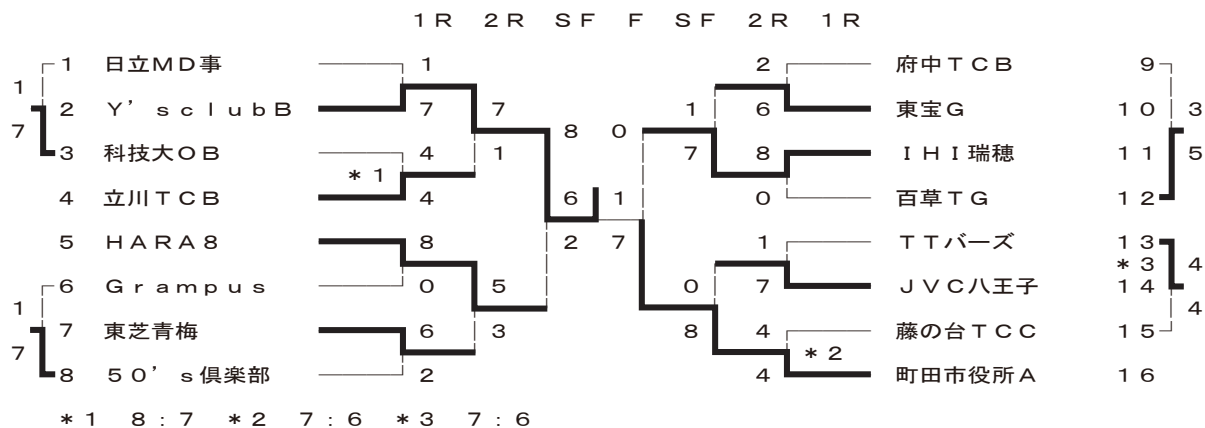 １Ｒ ２Ｒ ＳＦ Ｆ ＳＦ ２Ｒ １Ｒ
１ 日立ＭＤ事 １ ２ 府中ＴＣＢ ９
１ ７ １ ３
２ Ｙ’ｓｃｌｕｂＢ ７ ６ 東宝Ｇ １０
７ ８ ０ ５
３ 科技大ＯＢ ４ １ ７ ８ ＩＨＩ瑞穂 １１
＊１
４ 立川ＴＣＢ ４ ６ １ ０ 百草ＴＧ １２
５ ＨＡＲＡ８ ８ ２ ７ １ ＴＴバーズ １３
＊３ ４
６ Ｇｒａｍｐｕｓ ０ ５ ０ ７ ＪＶＣ八王子 １４
１ ４
７ 東芝青梅 ６ ３ ８ ４ 藤の台ＴＣＣ １５
７ ＊２
８ ５０’ｓ倶楽部 ２ ４ 町田市役所Ａ １６
＊１ ８：７ ＊２ ７：６ ＊３ ７：６